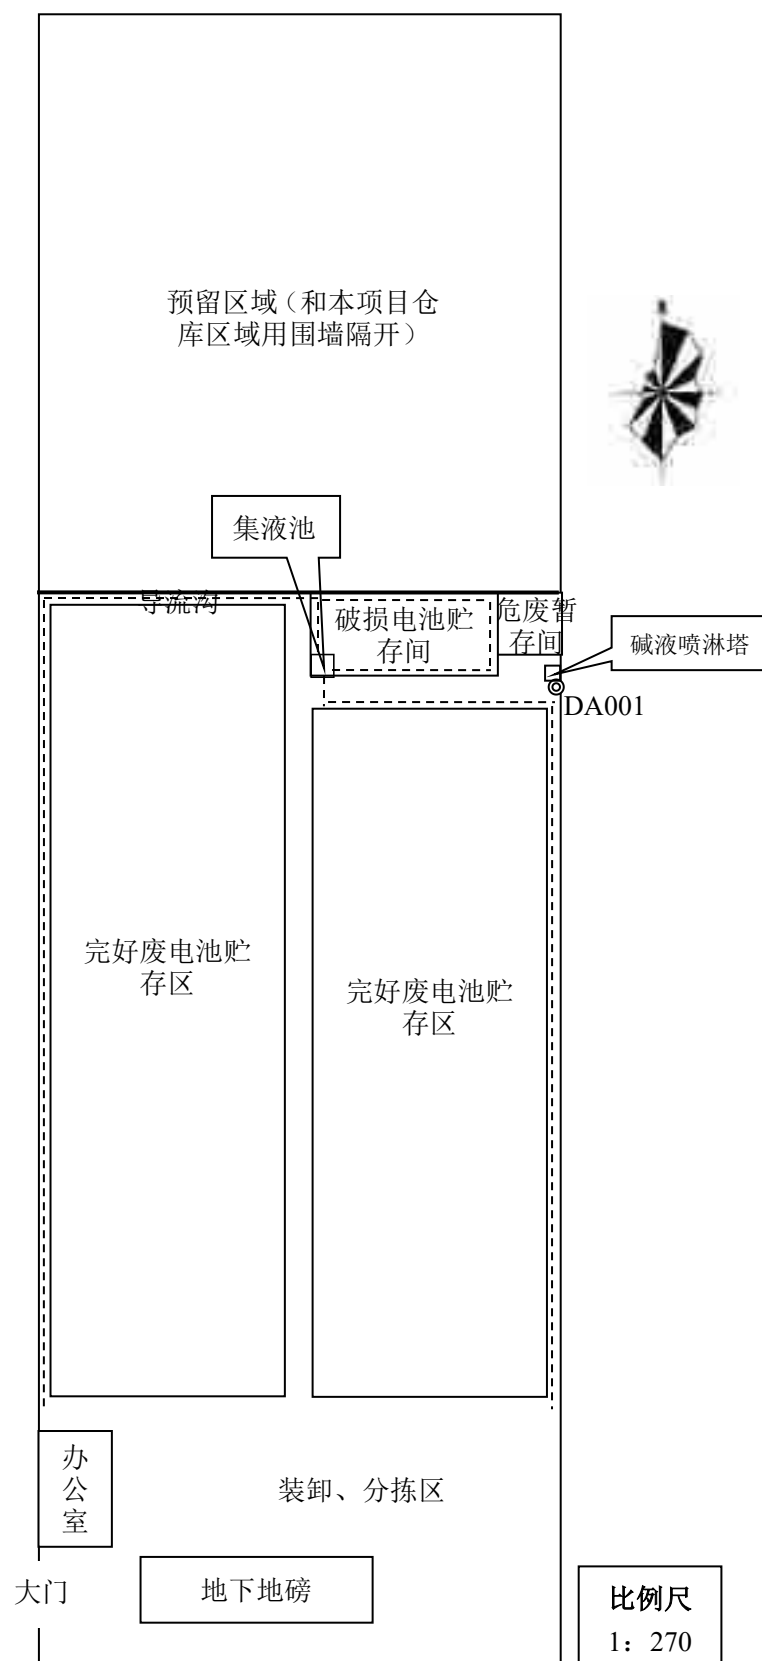 预留区域（和本项目仓
库区域用围墙隔开）
集液池
导流沟
破损电池贮
存间
危废暂
存间
碱液喷淋塔
DA001
完好废电池贮
存区
完好废电池贮
存区
办
公
室
装卸、分拣区
大门
地下地磅
比例尺
1：270